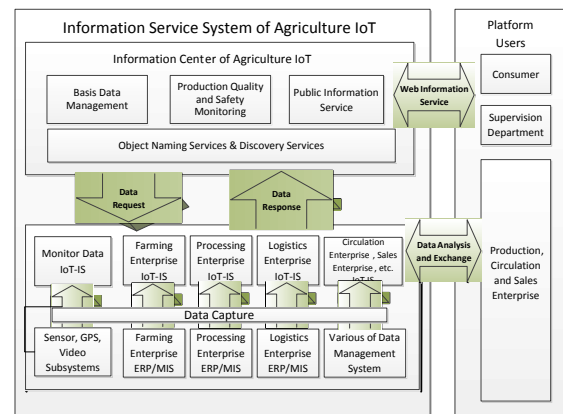 Information Service System of Agriculture IoT
Platform
Users
Information Center of Agriculture IoT
Basis Data
Management
Production Quality
and Safety
Monitoring
Public Information
Service
Object Naming Services & Discovery Services
Web Information
Service
Consumer
Supervision
Department
Data
Request
Data
Response
Data Analysis
and Exchange
Production,
Circulation
and Sales
Enterprise
Monitor Data
IoT-IS
Farming
Enterprise
IoT-IS
Processing
Enterprise
IoT-IS
Logistics
Enterprise
IoT-IS
Circulation
Enterprise , Sales
Enterprise, etc.
IoT-IS
Data Capture
Sensor, GPS,
Video
Subsystems
Farming
Enterprise
ERP/MIS
Processing
Enterprise
ERP/MIS
Logistics
Enterprise
ERP/MIS
Various of Data
Management
System